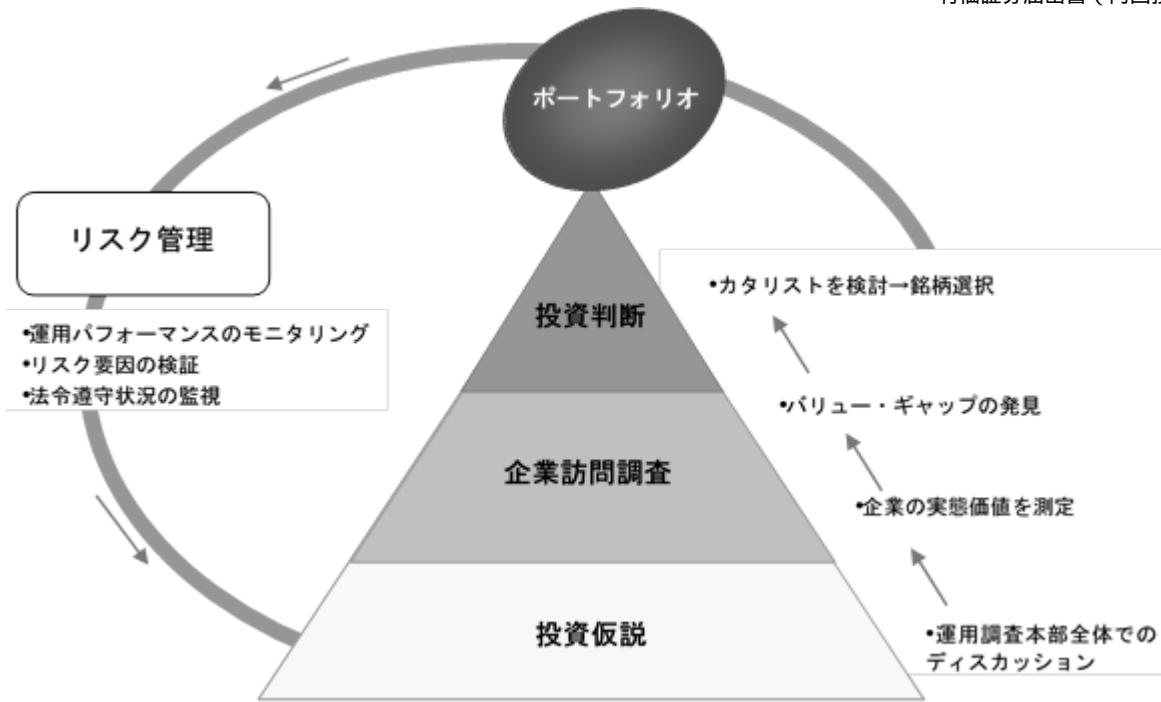 ポートフォリオ
リスク管理
•運用パフォーマンスのモニタリング
•リスク要因の検証
•法令遵守状況の監視
投資判断
企業訪問調査
投資仮説
•カタリストを検討→銘柄選択
•バリュー・ギャップの発見
•企業の実態価値を測定
•運用調査本部全体での
ディスカッション